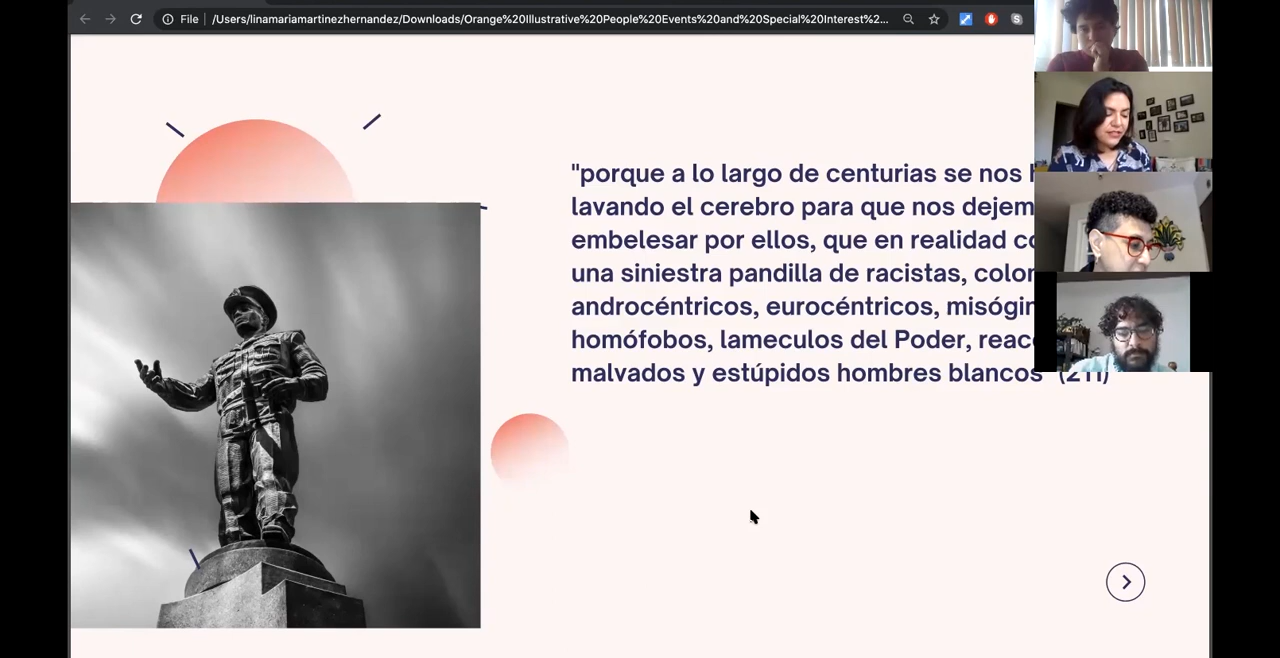 File
/Users/linamariamartinezhernandez/Downloads/Orange%20Illustrative%20People%20Events%20and%20Special%20Interest%2...
"porque a lo largo de centurias se nos
lavando el cerebro para que nos
embelesar por ellos, que en realidad
una siniestra pandilla de racistas,
androcéntricos, eurocéntricos,
homófobos, lameculos del Poder,
malvados y estúpidos hombres blancos" (211)